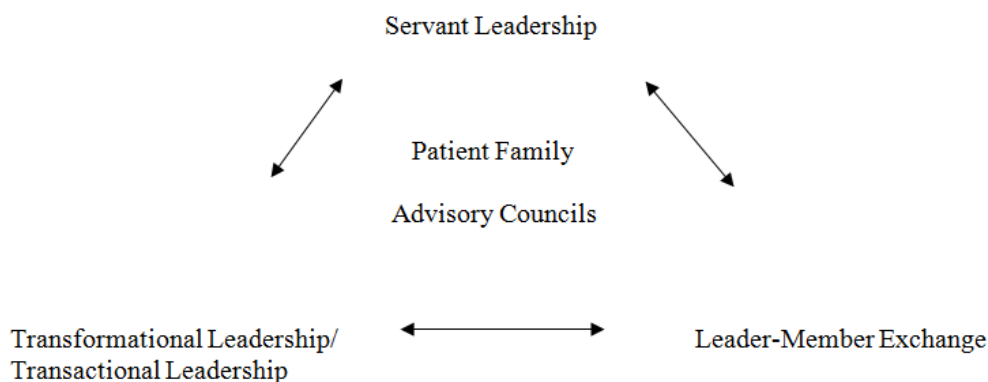 Servant Leadership
Patient Family
Advisory Councils
Transformational Leadership/
Transactional Leadership
Leader-Member Exchange